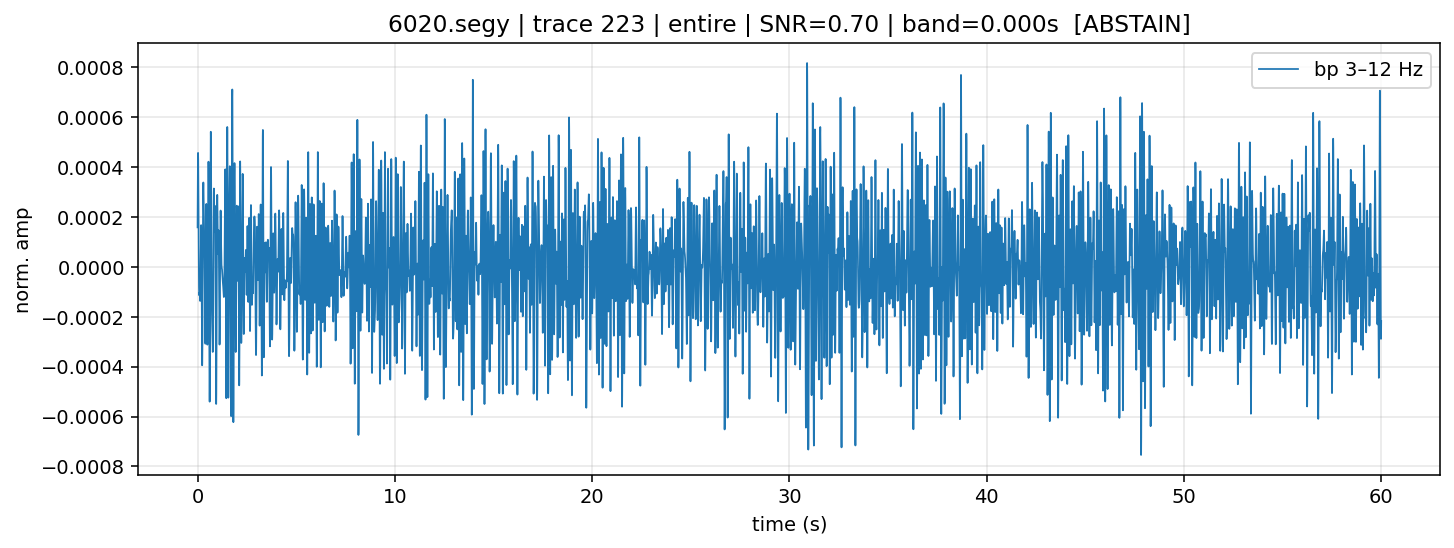 6020.segy | trace 223 | entire | SNR=0.70 | band=0.000s  [ABSTAIN]
bp 3–12 Hz
norm. amp
0.0008
0.0006
0.0004
0.0002
0.0000
−0.0002
−0.0004
−0.0006
−0.0008
0 10 20 30 40 50 60
time (s)